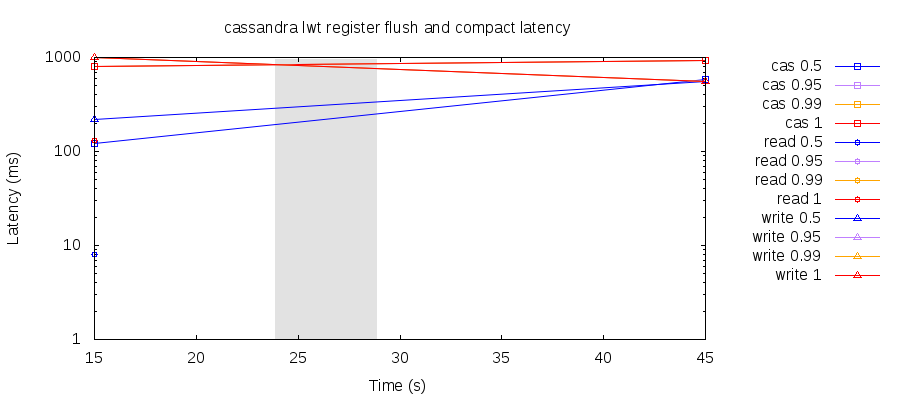 cassandra lwt register flush and compact latency
1000
100
10
1
Latency (ms)
15 20 25 30 35 40 45
Time (s)
cas 0.5
cas 0.95
cas 0.99
cas 1
read 0.5
read 0.95
read 0.99
read 1
write 0.5
write 0.95
write 0.99
write 1